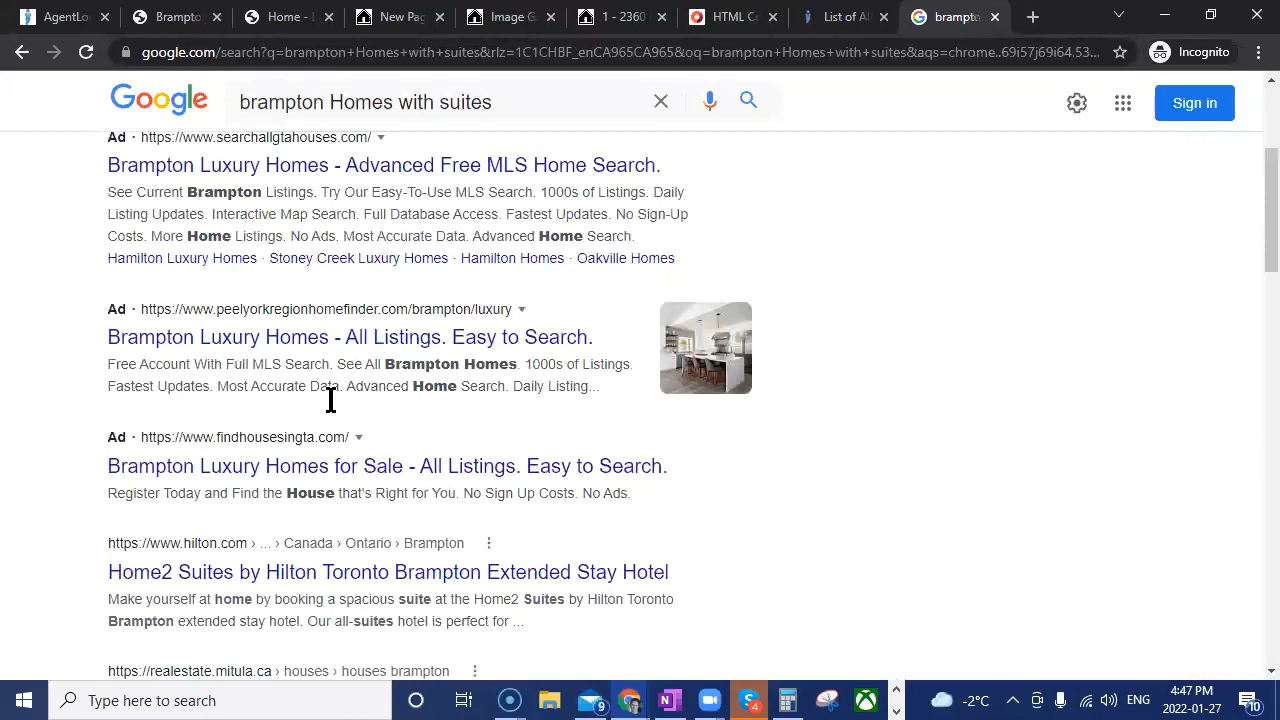 AgentLo
Brampto
Home - L
New Pag
Image G
1 - 2360
HTML Ca
List of Al
brampto
google.com/search?q=brampton+Homes+with+suites&rlz=1C1CHBF_enCA965CA965&oq=brampton+Homes+with+suites&aqs=chrome..69i57j69i64.53...
Incognito
Google
brampton Homes with suites
Sign in
Ad · https://www.searchallgtahouses.com/
Brampton Luxury Homes - Advanced Free MLS Home Search.
See Current Brampton Listings. Try Our Easy-To-Use MLS Search. 1000s of Listings. Daily
Listing Updates. Interactive Map Search. Full Database Access. Fastest Updates. No Sign-Up
Costs. More Home Listings. No Ads. Most Accurate Data. Advanced Home Search.
Hamilton Luxury Homes · Stoney Creek Luxury Homes · Hamilton Homes · Oakville Homes
Ad · https://www.peelyorkregionhomefinder.com/brampton/luxury
Brampton Luxury Homes - All Listings. Easy to Search.
Free Account With Full MLS Search. See All Brampton Homes. 1000s of Listings.
Fastest Updates. Most Accurate Data. Advanced Home Search. Daily Listing...
Ad · https://www.findhousesingta.com/
Brampton Luxury Homes for Sale - All Listings. Easy to Search.
Register Today and Find the House that's Right for You. No Sign Up Costs. No Ads.
https://www.hilton.com › ... › Canada › Ontario › Brampton
Home2 Suites by Hilton Toronto Brampton Extended Stay Hotel
Make yourself at home by booking a spacious suite at the Home2 Suites by Hilton Toronto
Brampton extended stay hotel. Our all-suites hotel is perfect for ...
https://realestate.mitula.ca › houses › houses brampton
Type here to search
9
4
-2°C
ENG
4:47 PM
2022-01-27
10